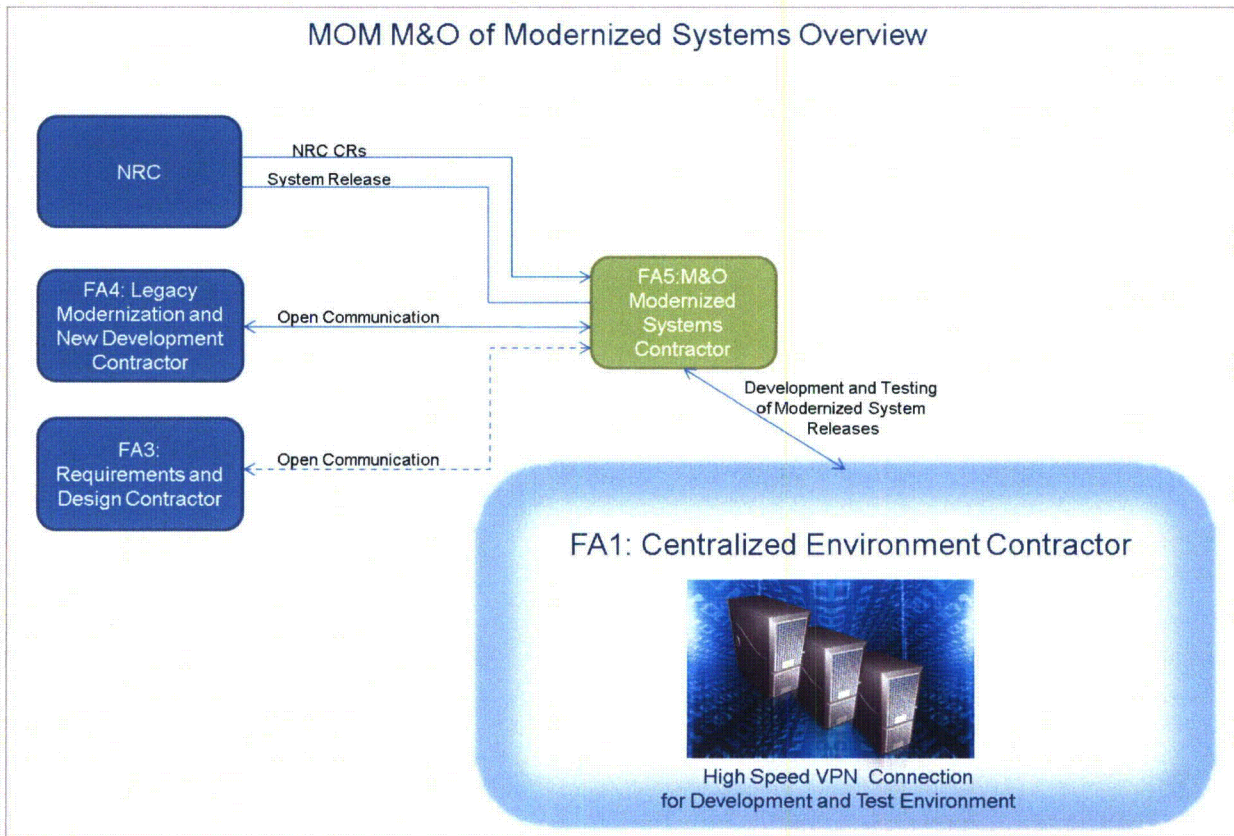 MOM M&O of Modernized Systems Overview
NRC
NRC CRs
System Release
FA4: Legacy
Modernization and
New Development
Contractor
Open Communication
FA5:M&O
Modernized
Systems
Contractor
FA3:
Requirements and
Design Contractor
Open Communication
Development and Testing
of Modernized System
Releases
FA1: Centralized Environment Contractor
High Speed VPN Connection
for Development and Test Environment